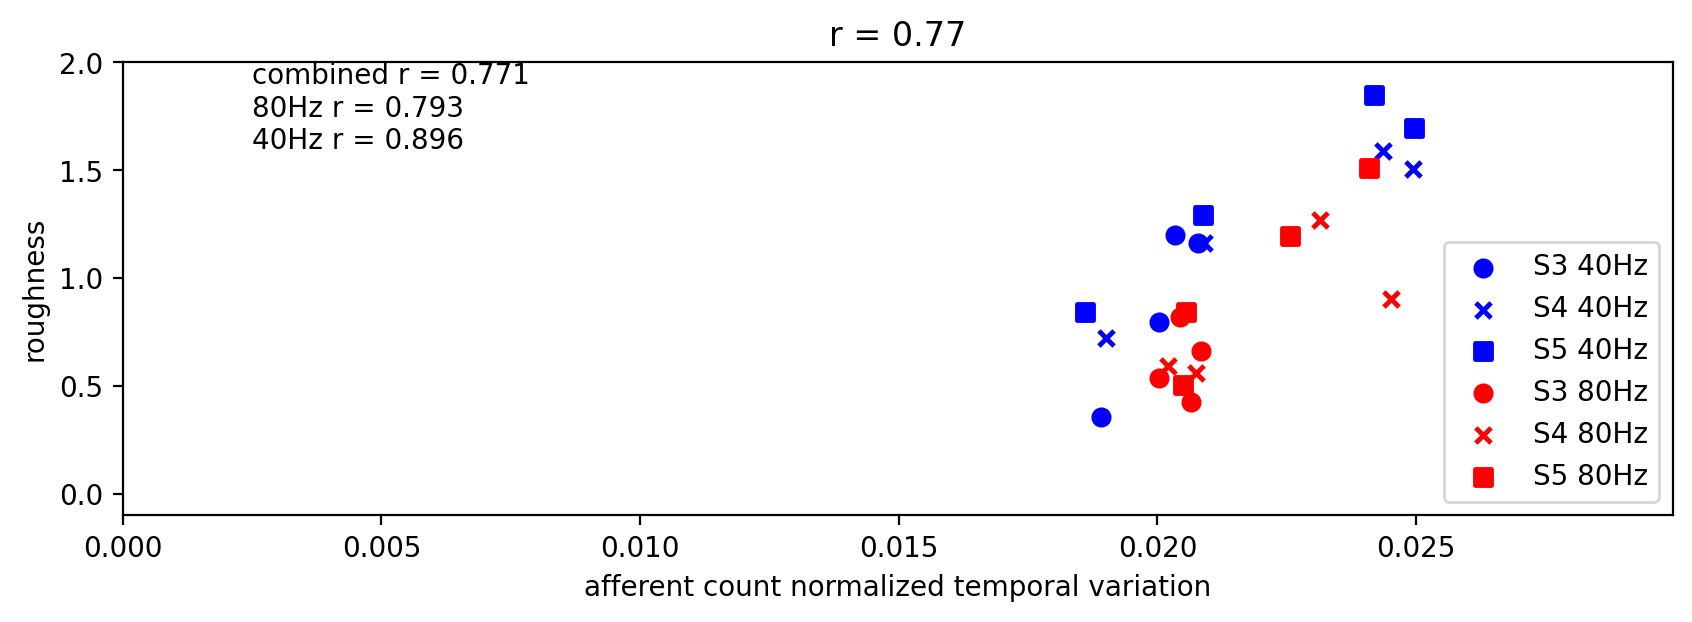 r = 0.77
combined r = 0.771
80Hz r = 0.793
40Hz r = 0.896
2.0
1.5
1.0
0.5
0.0
roughness
S3 40Hz
S4 40Hz
S5 40Hz
S3 80Hz
S4 80Hz
S5 80Hz
0.000 0.005 0.010 0.015 0.020 0.025
afferent count normalized temporal variation